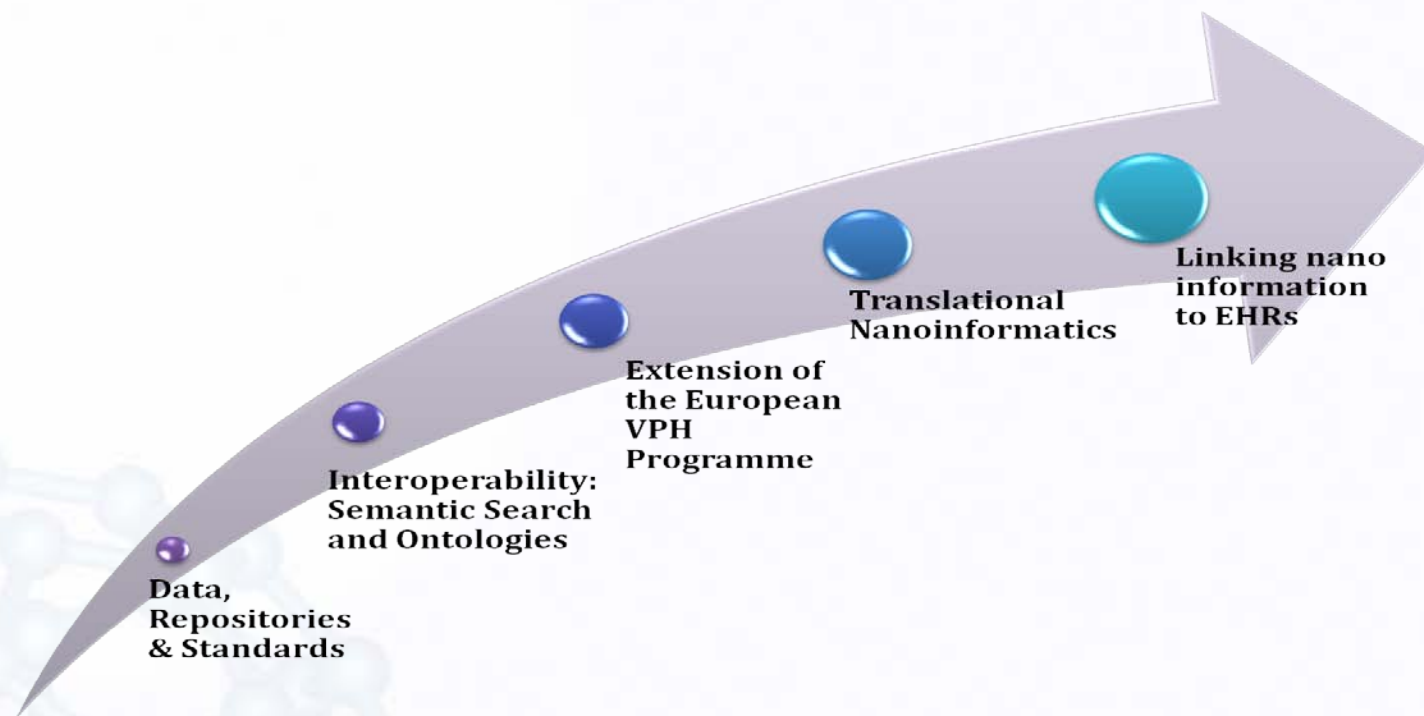 Data,
Repositories
& Standards
Interoperability:
Semantic Search
and Ontologies
Extension of
the European
VPH
Programme
Translational
Nanoinformatics
Linking nano
information
to EHRs